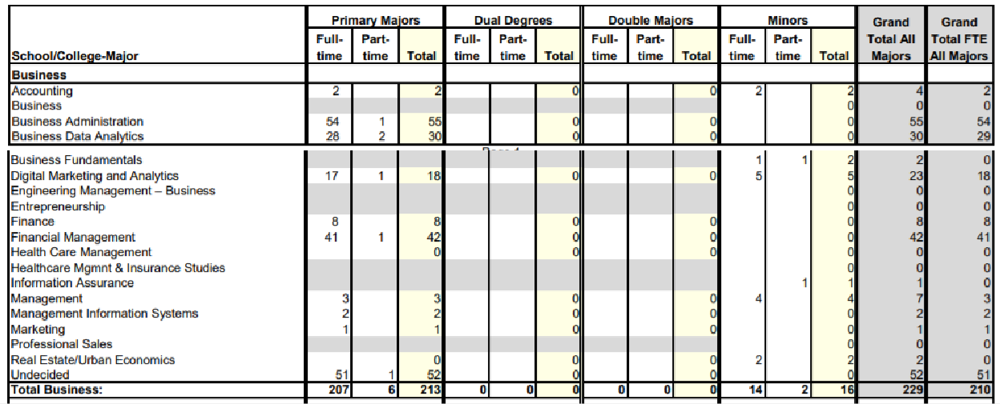 Primary Majors Dual Degrees Double Majors Minors Grand Grand
Full- Part- Full- Part- Full- Part- Full- Part- Total All Total FTE
School/College-Major time time Total time time Total time time Total time time Total Majors All Majors
Business
Accounting 2 2 0 0 2 2 4 2
Business 0 0 0
Business Administration 54 1 55 0 0 0 55 54
Business Data Analytics 28 2 30 0 0 0 30 29
Business Fundamentals 1 1 2 2 0
Digital Marketing and Analytics 17 1 18 0 0 5 5 23 18
Engineering Management – Business 0 0 0
Entrepreneurship 0 0 0
Finance 8 8 0 0 0 8 8
Financial Management 41 1 42 0 0 0 42 41
Health Care Management 0 0 0 0 0 0
Healthcare Mgmnt & Insurance Studies 0 0 0
Information Assurance 1 1 1 0
Management 3 3 0 0 4 4 7 3
Management Information Systems 2 2 0 0 0 2 2
Marketing 1 1 0 0 0 1 1
Professional Sales 0 0 0
Real Estate/Urban Economics 0 0 0 2 2 2 0
Undecided 51 1 52 0 0 0 52 51
Total Business: 207 6 213 0 0 0 0 0 0 14 2 16 229 210